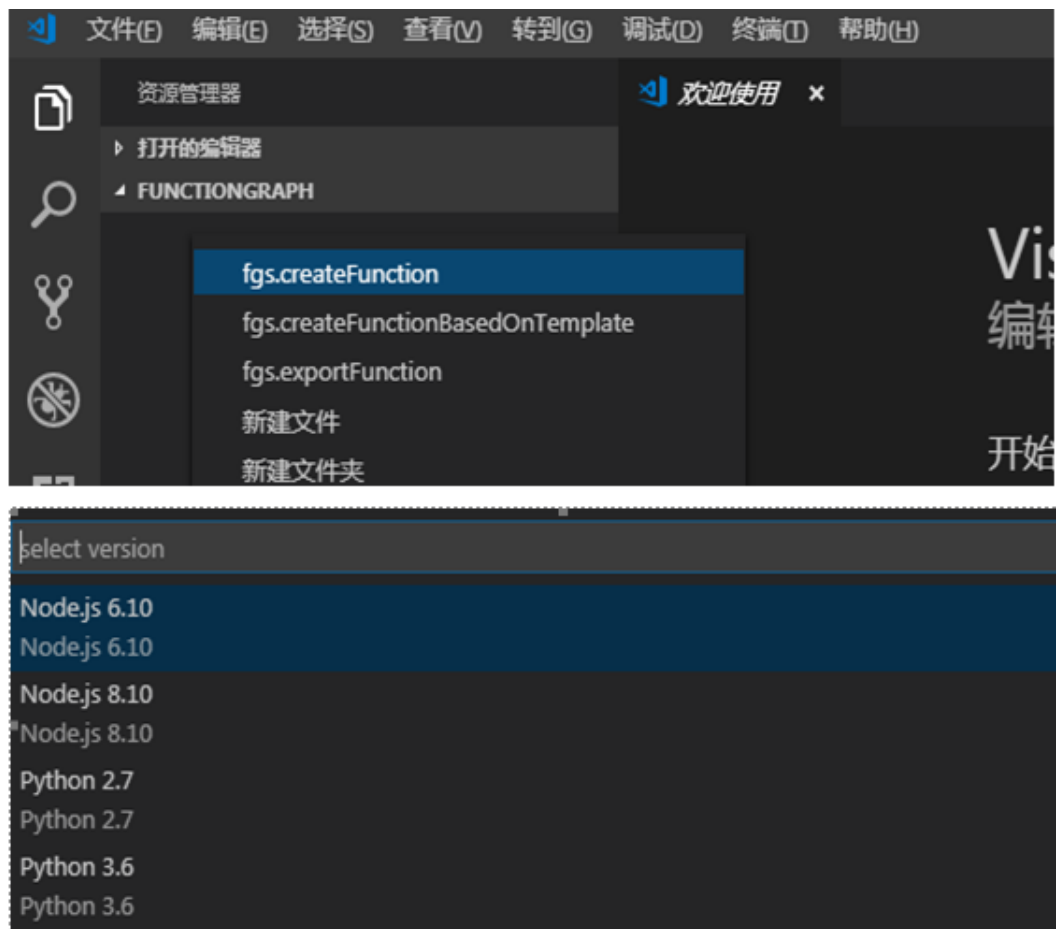 文件(F) 编辑(E) 选择(S) 查看(V) 转到(G) 调试(D) 终端(T) 帮助(H)
资源管理器
欢迎使用 ×
打开的编辑器
FUNCTIONGRAPH
fgs.createFunction
fgs.createFunctionBasedOnTemplate
fgs.exportFunction
新建文件
新建文件夹
开始
select version
Node.js 6.10
Node.js 6.10
Node.js 8.10
Node.js 8.10
Python 2.7
Python 2.7
Python 3.6
Python 3.6